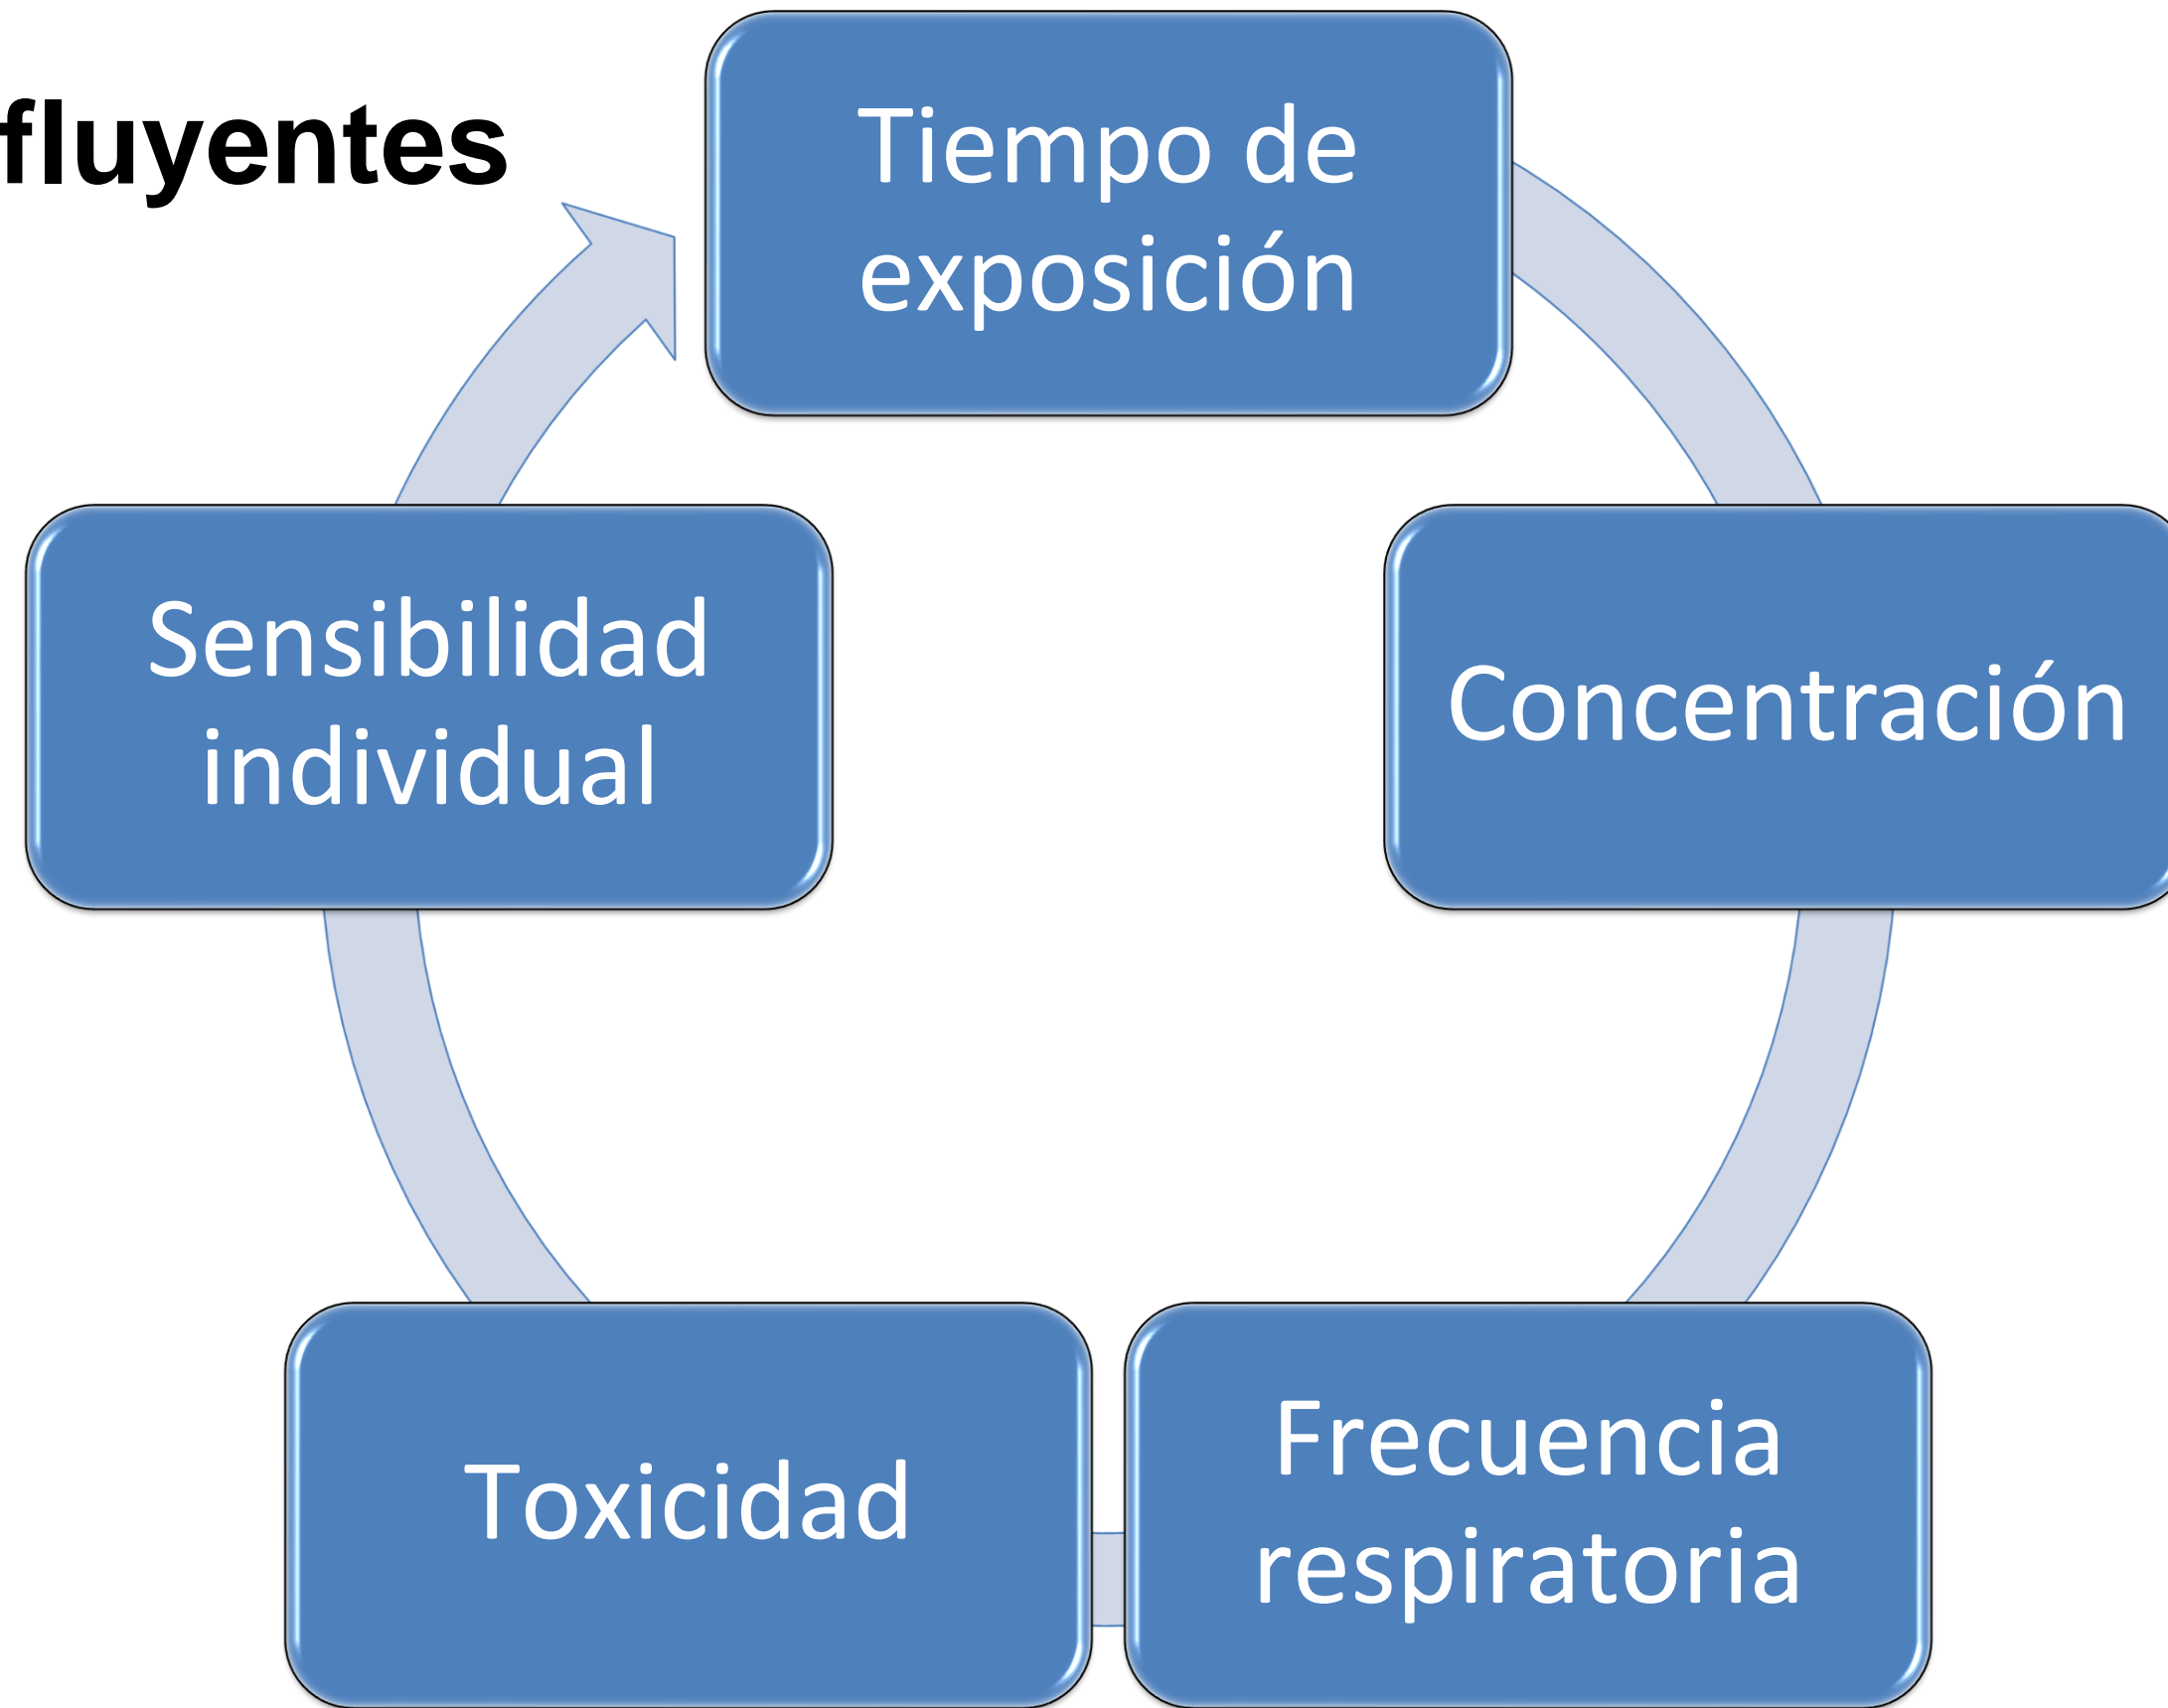 fluyentes
Tiempo de
exposición
Concentración
Frecuencia
respiratoria
Toxicidad
Sensibilidad
individual